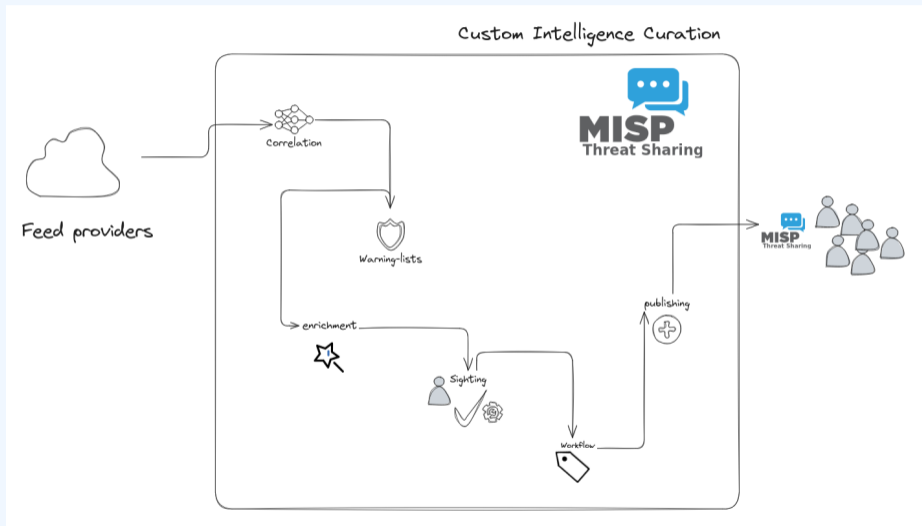 Custom Intelligence Curation
MISP
Threat Sharing
Correlation
Feed providers
Warning-lists
MISP
Threat Sharing
enrichment
publishing
Sighting
Workflow